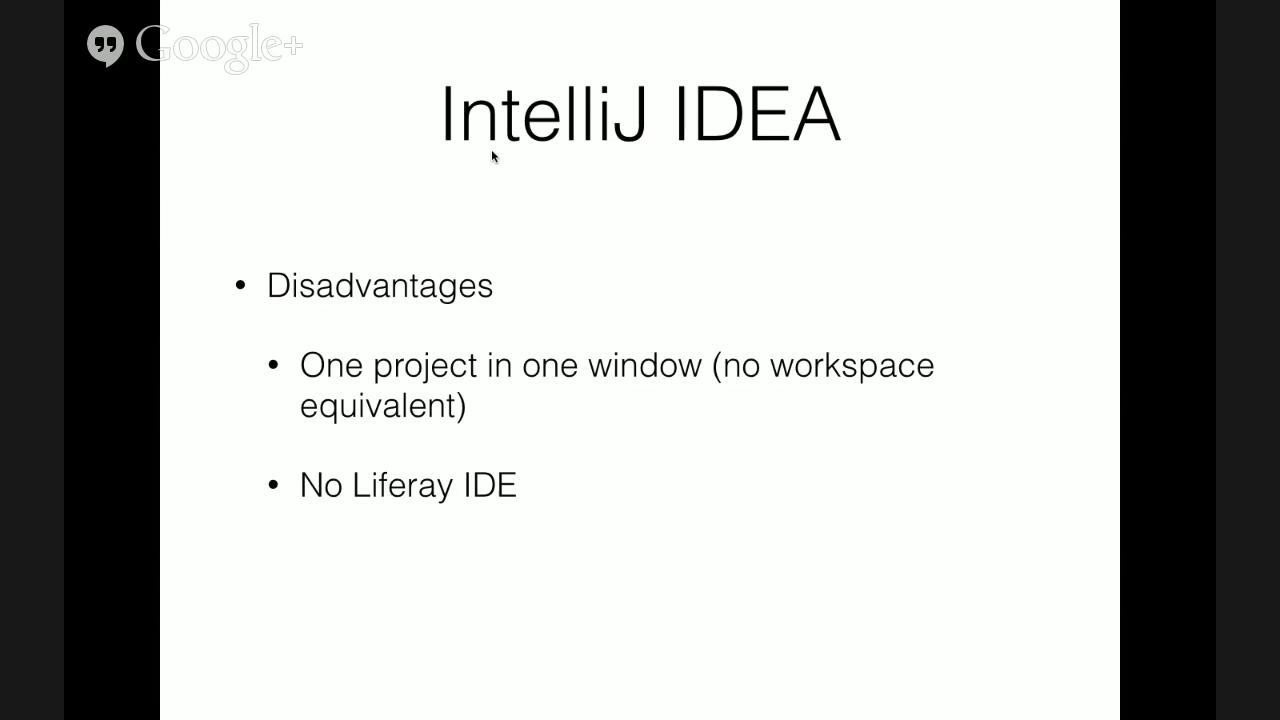 Google+
IntelliJ IDEA
• Disadvantages
• One project in one window (no workspace
equivalent)
• No Liferay IDE